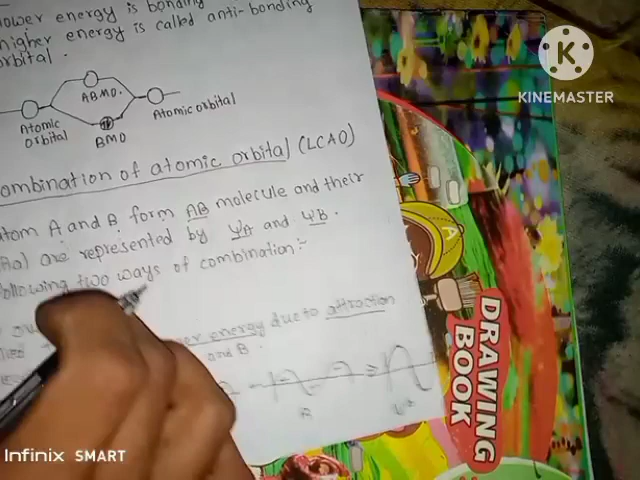 lower energy is bonding
higher energy is called anti-bonding
orbital.
ABMO.
Atomic orbital
Atomic orbital
BMO
ombination of atomic orbital (LCAO)
atom A and B form AB molecule and their
are represented by ΨA and ΨB.
following two ways of combination:-
energy due to attraction
and B.
A
DRAWING BOOK
A
KINEMASTER
Infinix SMART